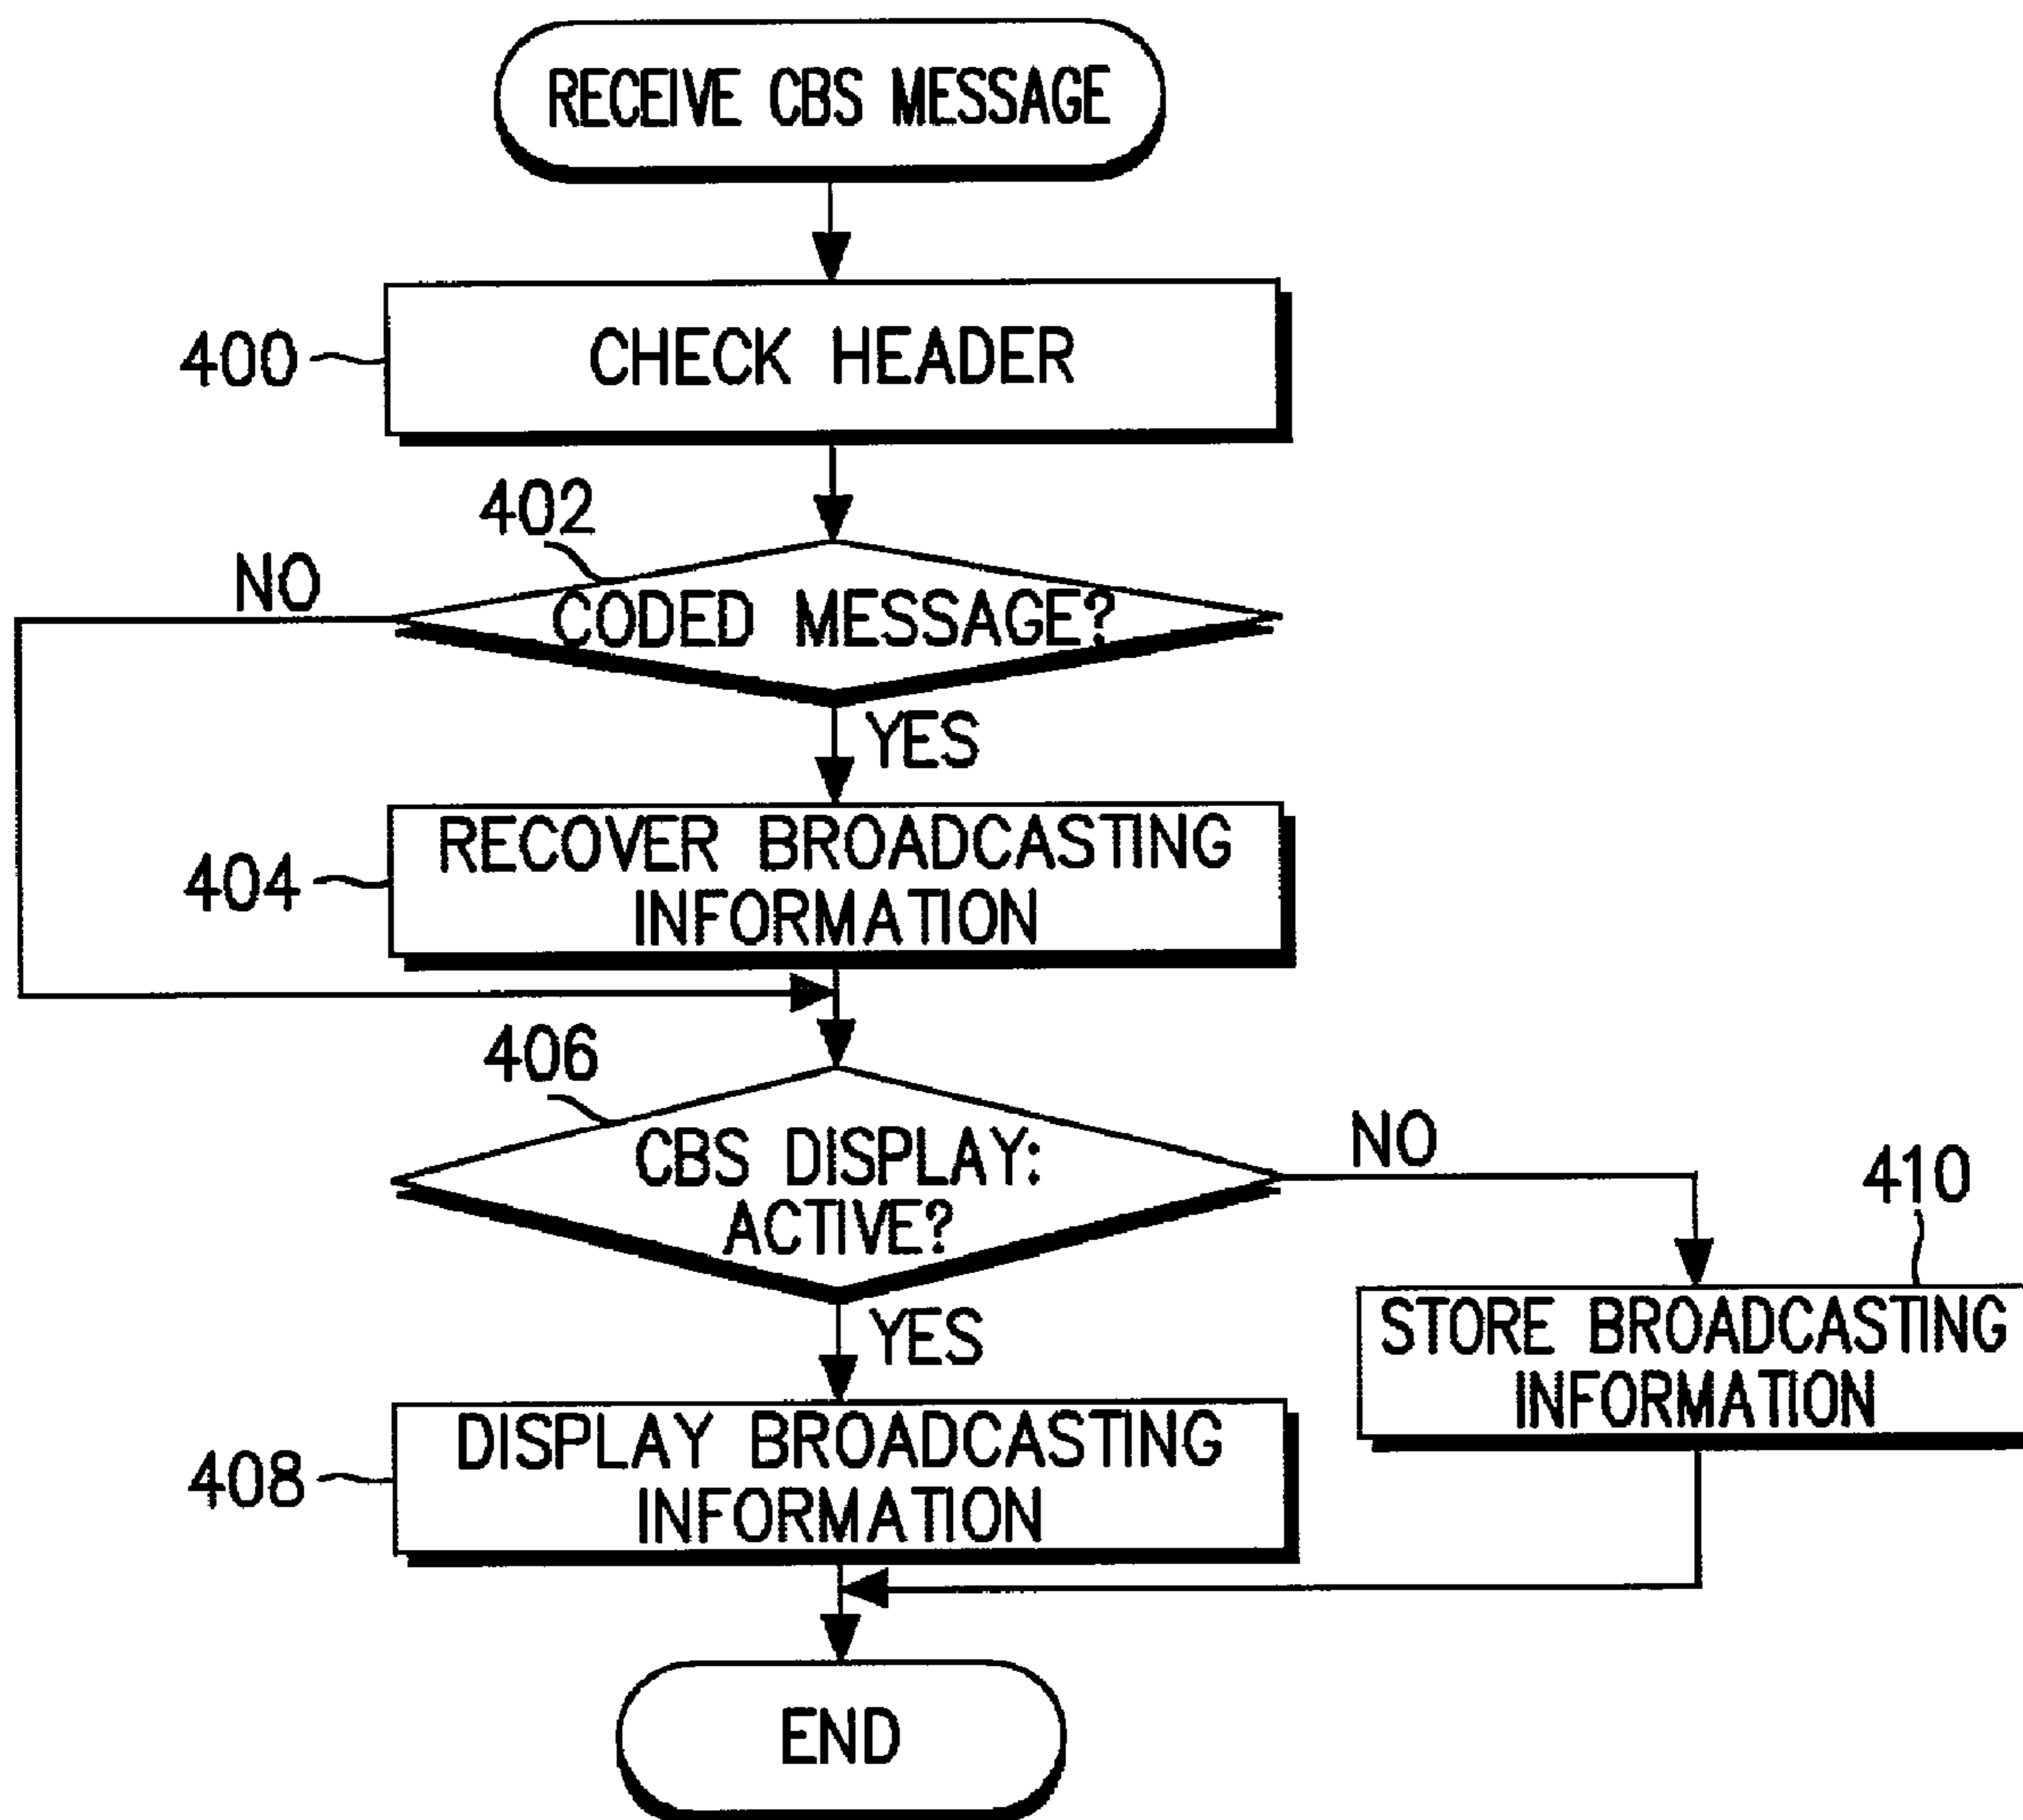 RECEIVE CBS MESSAGE
400
CHECK HEADER
402
NO
CODED MESSAGE?
YES
404
RECOVER BROADCASTING
INFORMATION
406
CBS DISPLAY:
ACTIVE?
NO
410
YES
STORE BROADCASTING
INFORMATION
408
DISPLAY BROADCASTING
INFORMATION
END